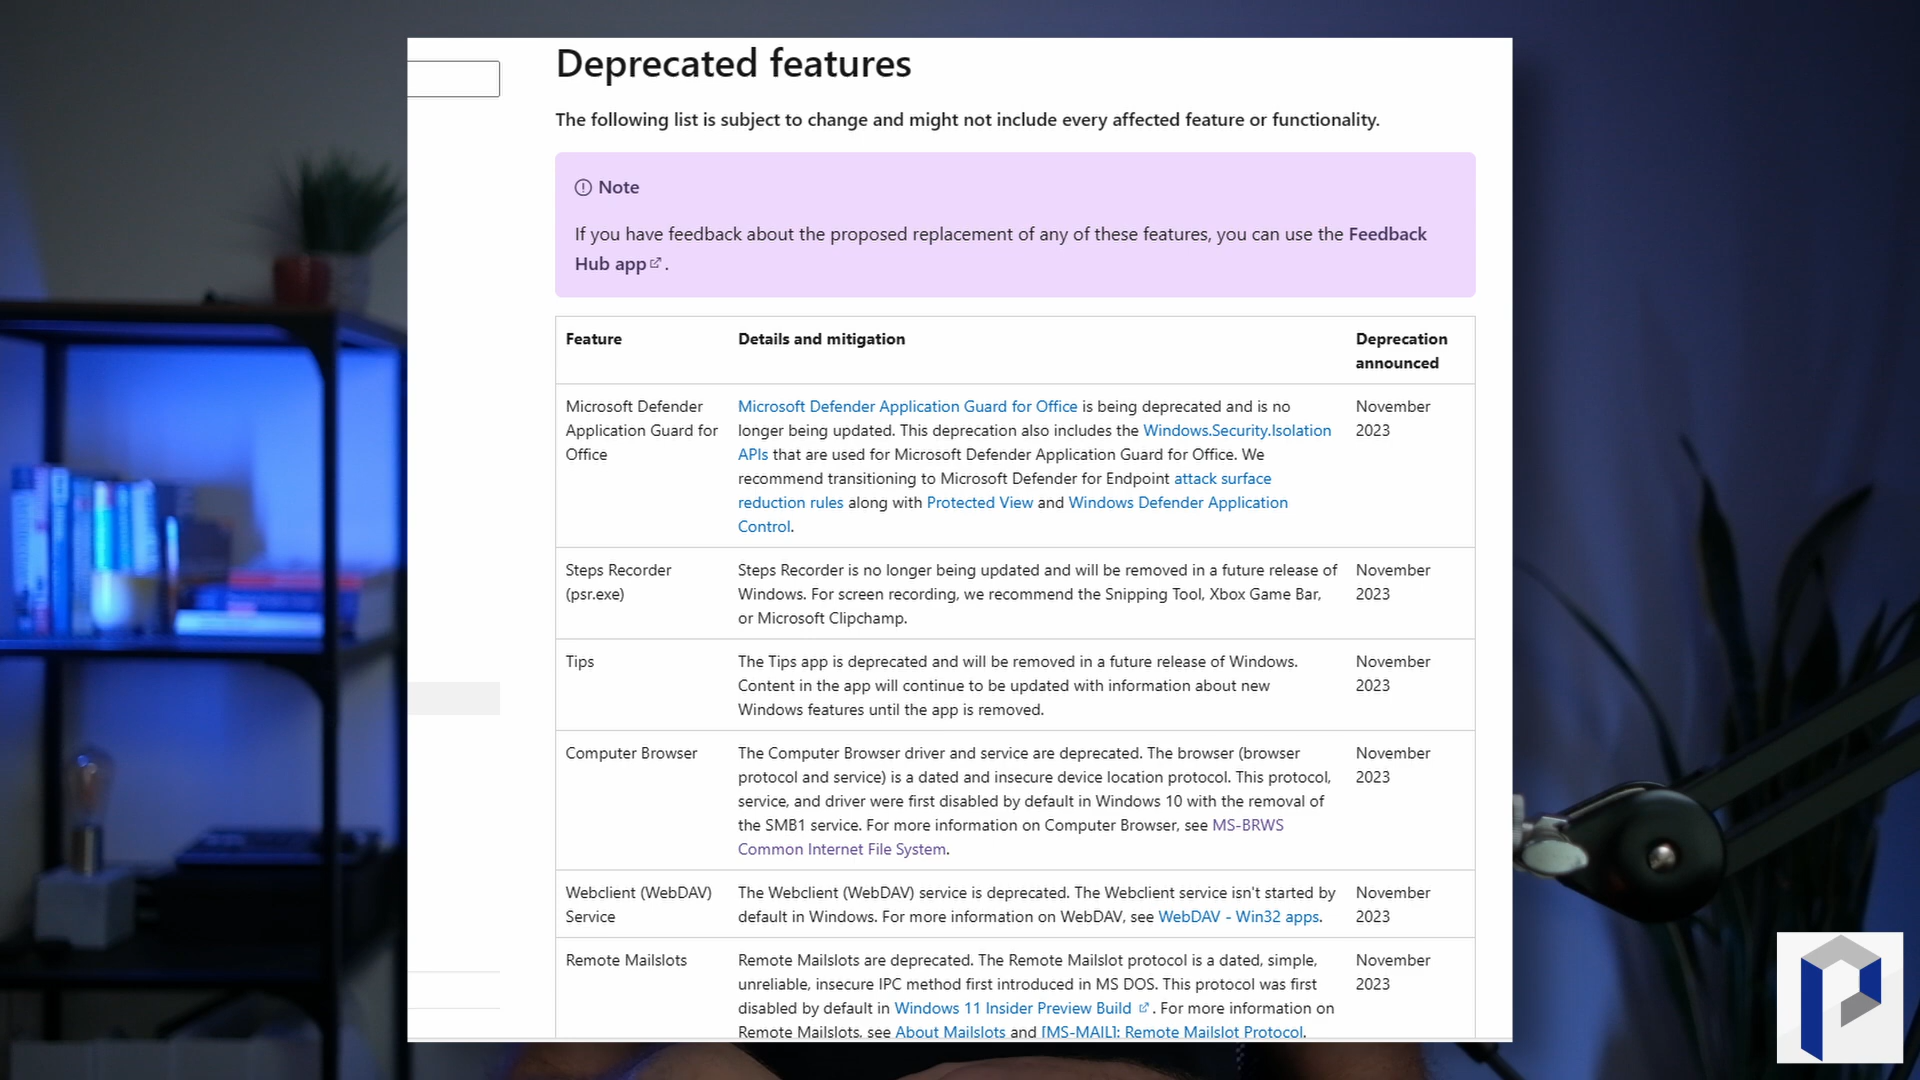 Deprecated features
The following list is subject to change and might not include every affected feature or functionality.
Note
If you have feedback about the proposed replacement of any of these features, you can use the Feedback
Hub app .
Feature
Details and mitigation
Deprecation
announced
Microsoft Defender
Application Guard for
Office
Microsoft Defender Application Guard for Office is being deprecated and is no
longer being updated. This deprecation also includes the Windows.Security.Isolation
APIs that are used for Microsoft Defender Application Guard for Office. We
recommend transitioning to Microsoft Defender for Endpoint attack surface
reduction rules along with Protected View and Windows Defender Application
Control.
November
2023
Steps Recorder
(psr.exe)
Steps Recorder is no longer being updated and will be removed in a future release of
Windows. For screen recording, we recommend the Snipping Tool, Xbox Game Bar,
or Microsoft Clipchamp.
November
2023
Tips
The Tips app is deprecated and will be removed in a future release of Windows.
Content in the app will continue to be updated with information about new
Windows features until the app is removed.
November
2023
Computer Browser
The Computer Browser driver and service are deprecated. The browser (browser
protocol and service) is a dated and insecure device location protocol. This protocol,
service, and driver were first disabled by default in Windows 10 with the removal of
the SMB1 service. For more information on Computer Browser, see MS-BRWS
Common Internet File System.
November
2023
Webclient (WebDAV)
Service
The Webclient (WebDAV) service is deprecated. The Webclient service isn't started by
default in Windows. For more information on WebDAV, see WebDAV - Win32 apps.
November
2023
Remote Mailslots
Remote Mailslots are deprecated. The Remote Mailslot protocol is a dated, simple,
unreliable, insecure IPC method first introduced in MS DOS. This protocol was first
disabled by default in Windows 11 Insider Preview Build . For more information on
Remote Mailslots, see About Mailslots and [MS-MAIL]: Remote Mailslot Protocol.
November
2023